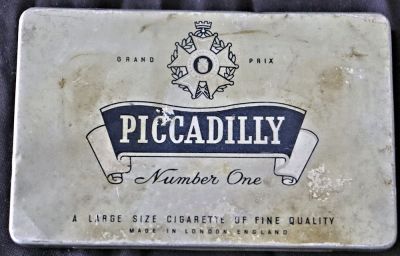 GRAND PRIX
PICCADILLY
Number One
A LARGE SIZE CIGARETTE OF FINE QUALITY
MADE IN LONDON ENGLAND